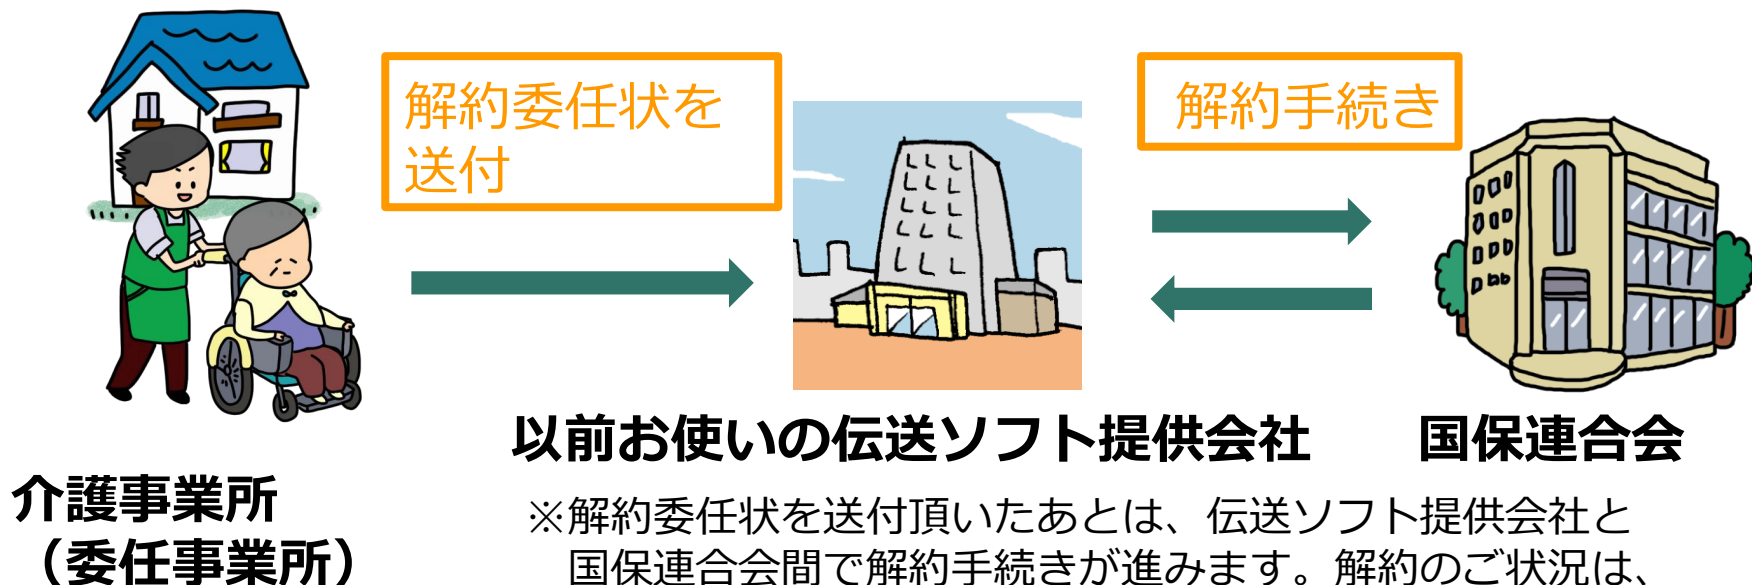 解約委任状を
送付
解約手続き
以前お使いの伝送ソフト提供会社
国保連合会
介護事業所
（委任事業所）
※解約委任状を送付頂いたあとは、伝送ソフト提供会社と
国保連合会間で解約手続きが進みます。解約のご状況は、